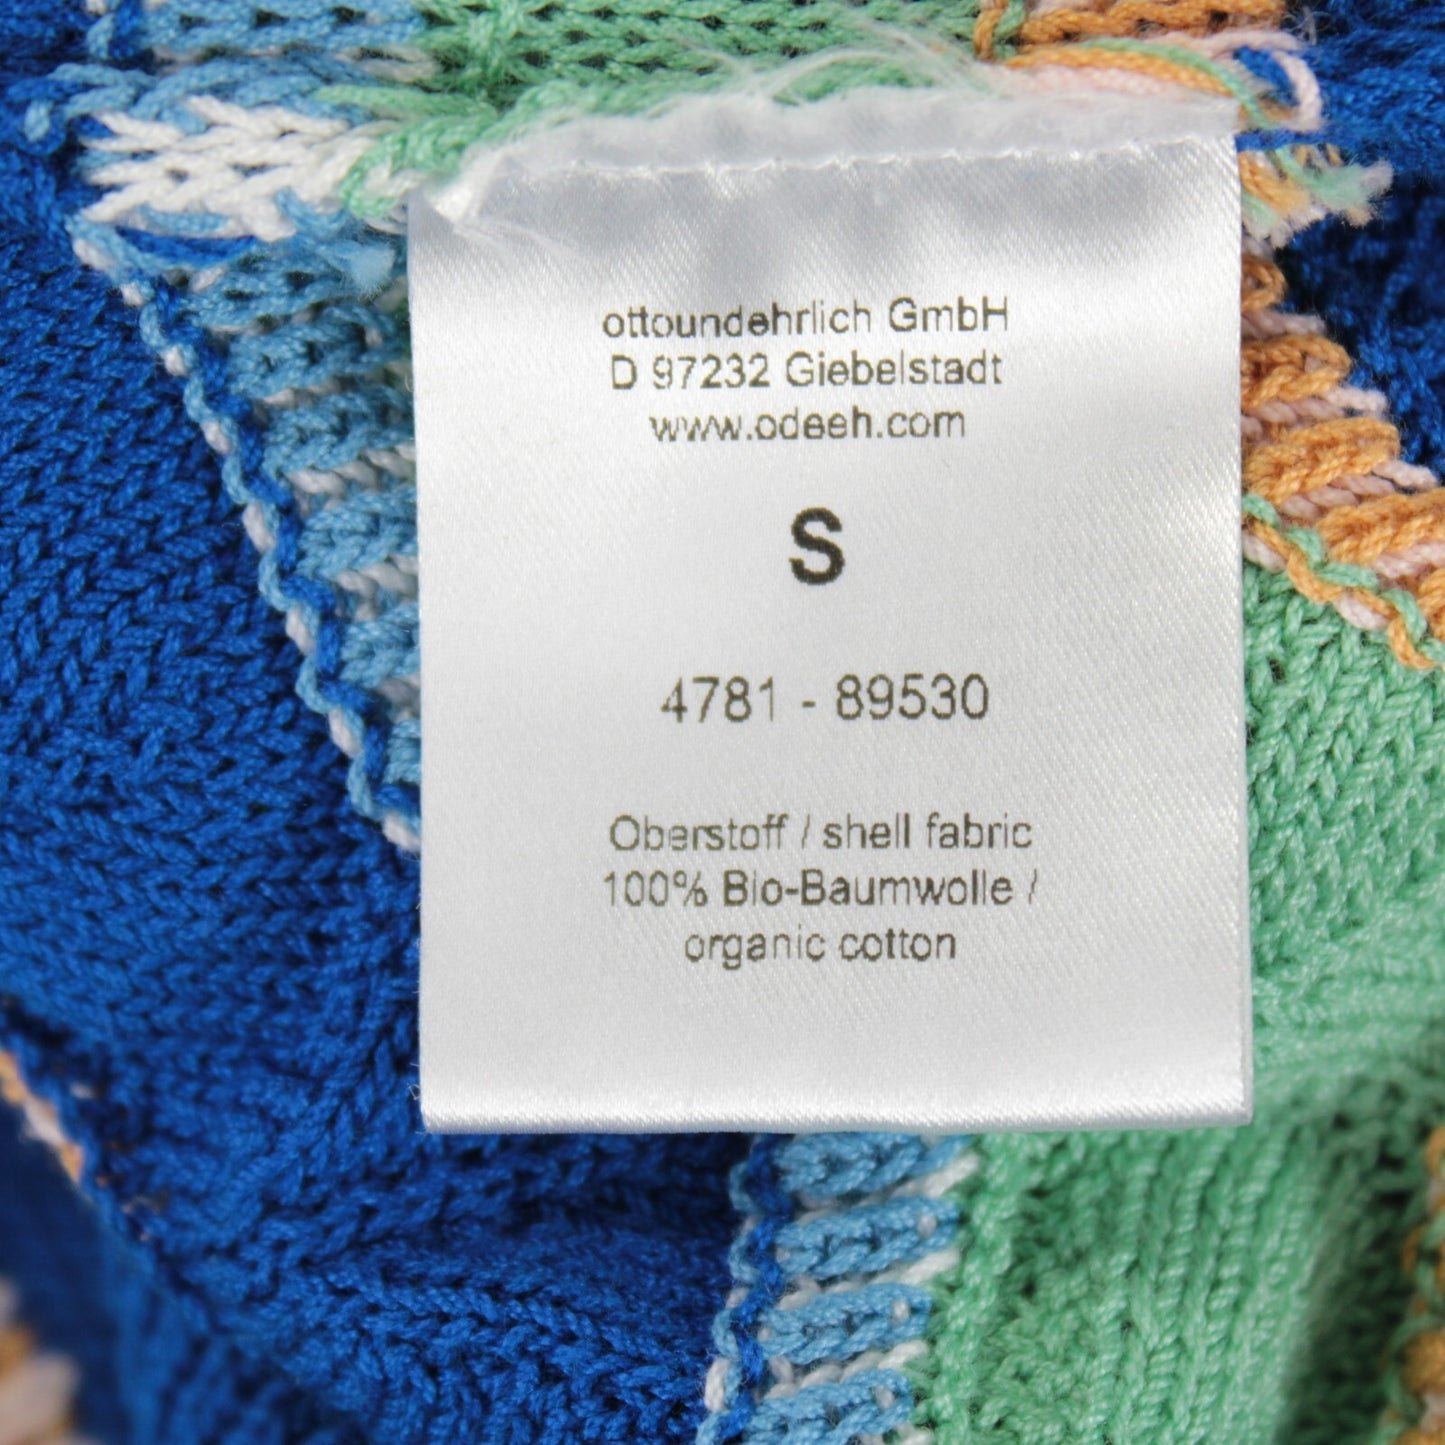 ottoundehrlich GmbH
D 97232 Giebelstadt
www.odeeh.com
S
4781 - 89530
Oberstoff / shell fabric
100% Bio-Baumwolle /
organic cotton